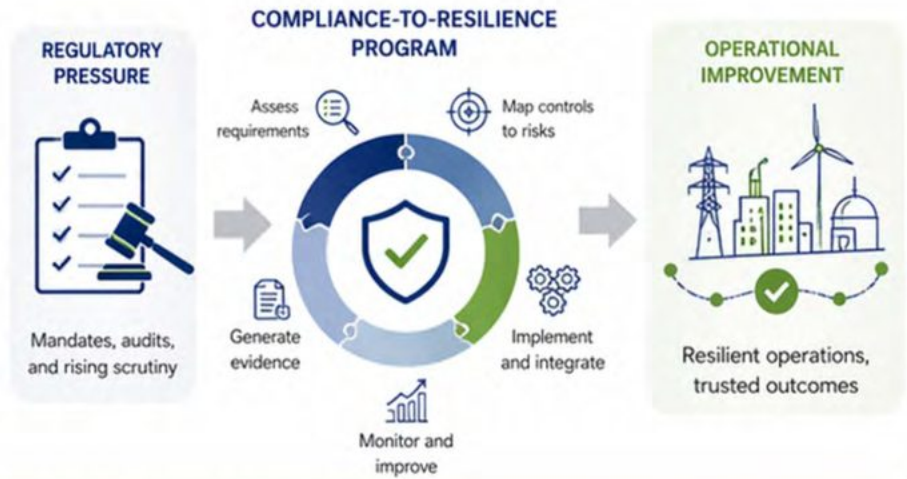 COMPLIANCE-TO-RESILIENCE
PROGRAM
REGULATORY
PRESSURE
Mandates, audits,
and rising scrutiny
Assess
requirements
Map controls
to risks
Implement
and integrate
Monitor and
improve
Generate
evidence
OPERATIONAL
IMPROVEMENT
Resilient operations,
trusted outcomes